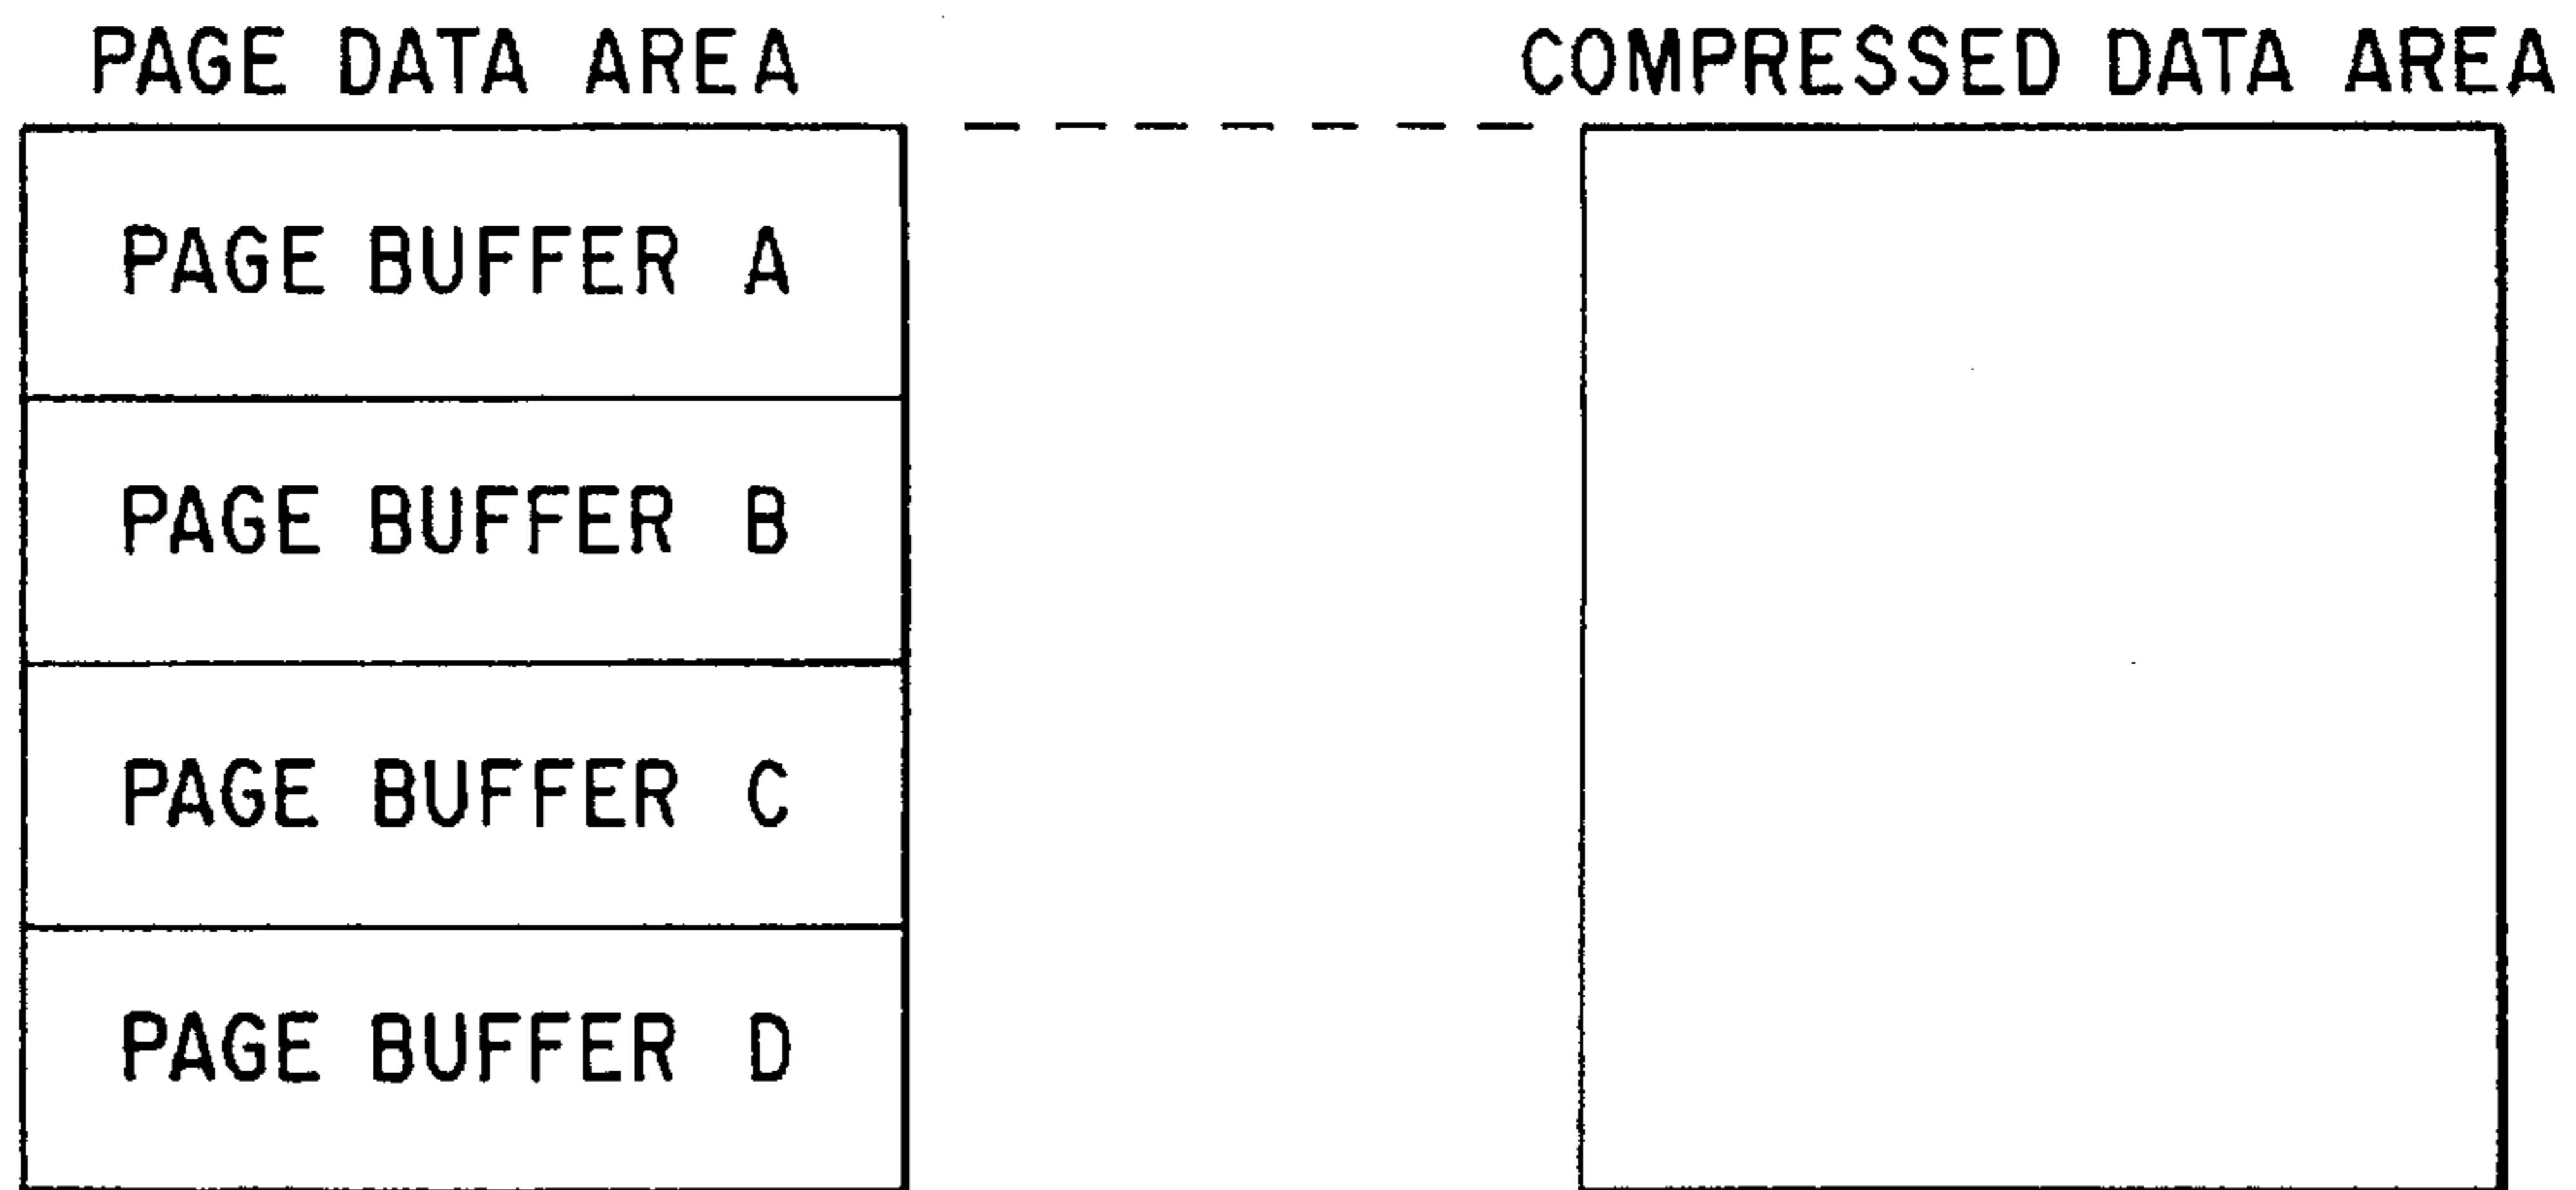 PAGE DATA AREA
COMPRESSED DATA AREA
PAGE BUFFER A
PAGE BUFFER B
PAGE BUFFER C
PAGE BUFFER D